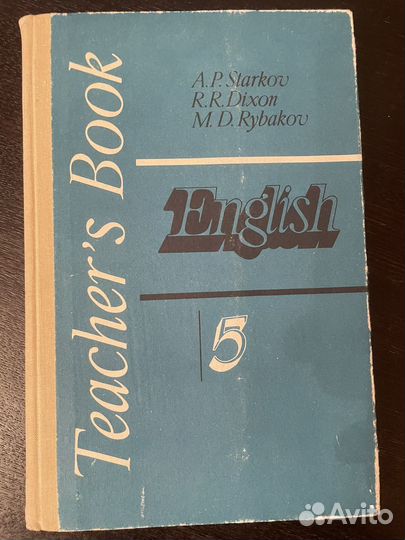 Teacher's Book
A.P. Starkov
R.R. Dixon
M.D. Rybakov
English
5
Avito